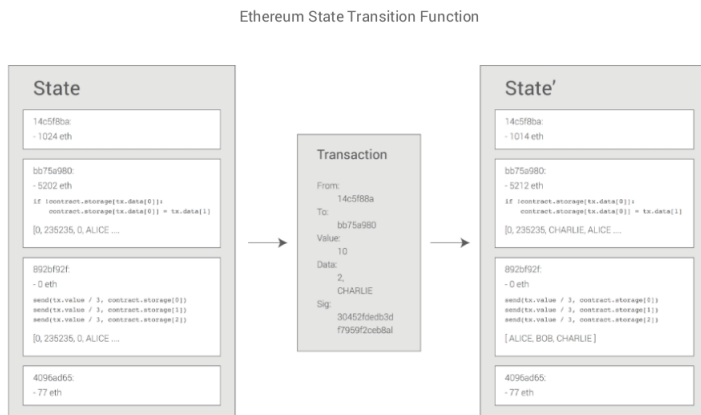 Ethereum State Transition Function
State
14c5f8ba:
- 1024 eth
bb75a980:
- 5202 eth
if !contract.storage[tx.data[0]]:
contract.storage[tx.data[0]] = tx.data[1]
[0, 235235, 0, ALICE ....
892bf92f:
- 0 eth
send(tx.value / 3, contract.storage[0])
send(tx.value / 3, contract.storage[1])
send(tx.value / 3, contract.storage[2])
[0, 235235, 0, ALICE ....
4096ad65:
- 77 eth
Transaction
From:
14c5f88a
To:
bb75a980
Value:
10
Data:
2,
CHARLIE
Sig:
30452fdedb3d
f7959f2ceb8al
State’
14c5f8ba:
- 1014 eth
bb75a980:
- 5212 eth
if !contract.storage[tx.data[0]]:
contract.storage[tx.data[0]] = tx.data[1]
[0, 235235, CHARLIE, ALICE ....
892bf92f:
- 0 eth
send(tx.value / 3, contract.storage[0])
send(tx.value / 3, contract.storage[1])
send(tx.value / 3, contract.storage[2])
[ ALICE, BOB, CHARLIE ]
4096ad65:
- 77 eth